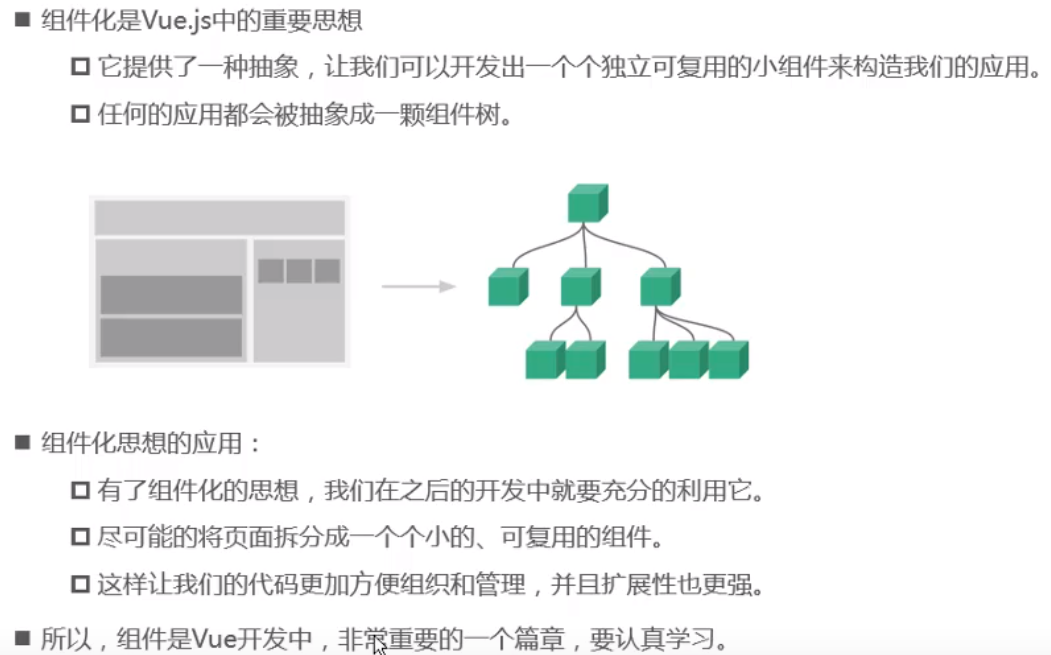 组件化是Vue.js中的重要思想
它提供了一种抽象，让我们可以开发出一个个独立可复用的小组件来构造我们的应用。
任何的应用都会被抽象成一颗组件树。
组件化思想的应用：
有了组件化的思想，我们在之后的开发中就要充分的利用它。
尽可能的将页面拆分成一个个小的、可复用的组件。
这样让我们的代码更加方便组织和管理，并且扩展性也更强。
所以，组件是Vue开发中，非常重要的一个篇章，要认真学习。